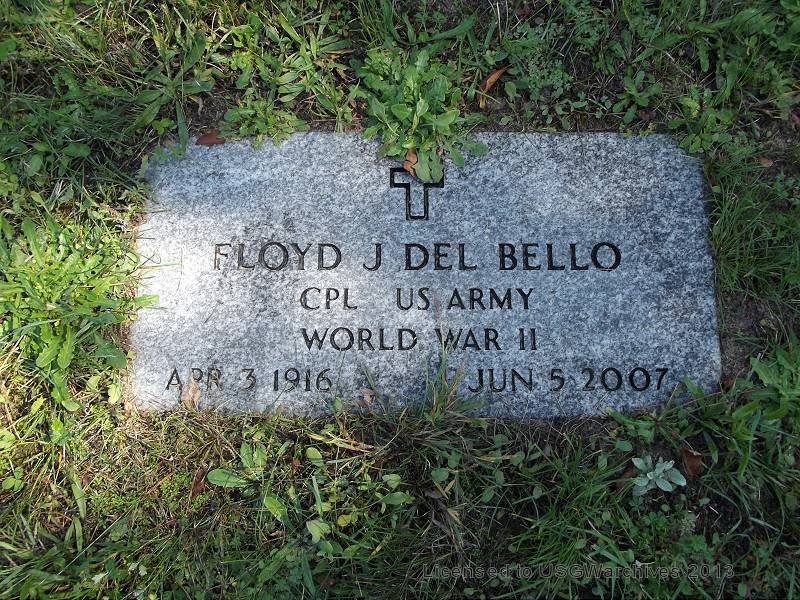 FLOYD J DEL BELLO
CPL US ARMY
WORLD WAR II
APR 3 1916 JUN 5 2007
Licensed to USGWarchives 2013